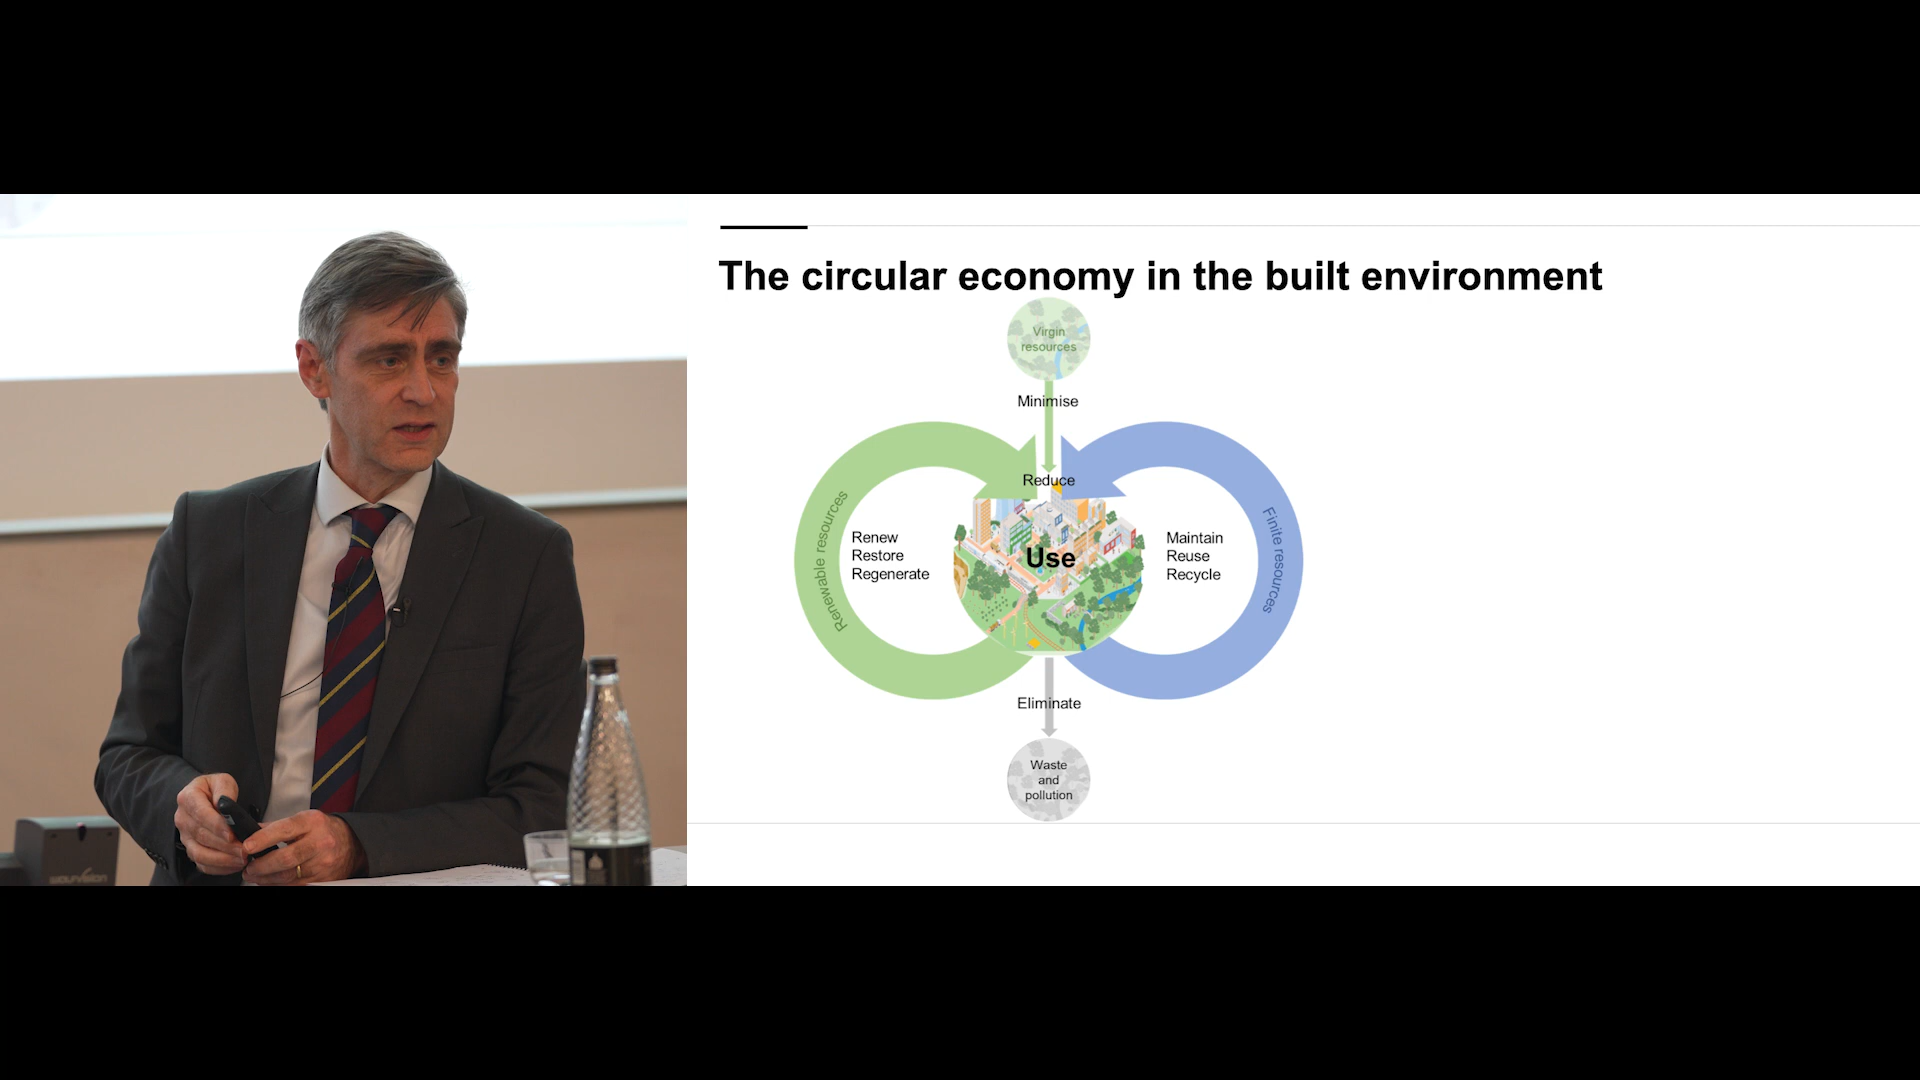 The circular economy in the built environment
Virgin
resources
Minimise
Reduce
Renewable resources
Renew
Restore
Regenerate
Use
Maintain
Reuse
Recycle
Finite resources
Eliminate
Waste
and
pollution